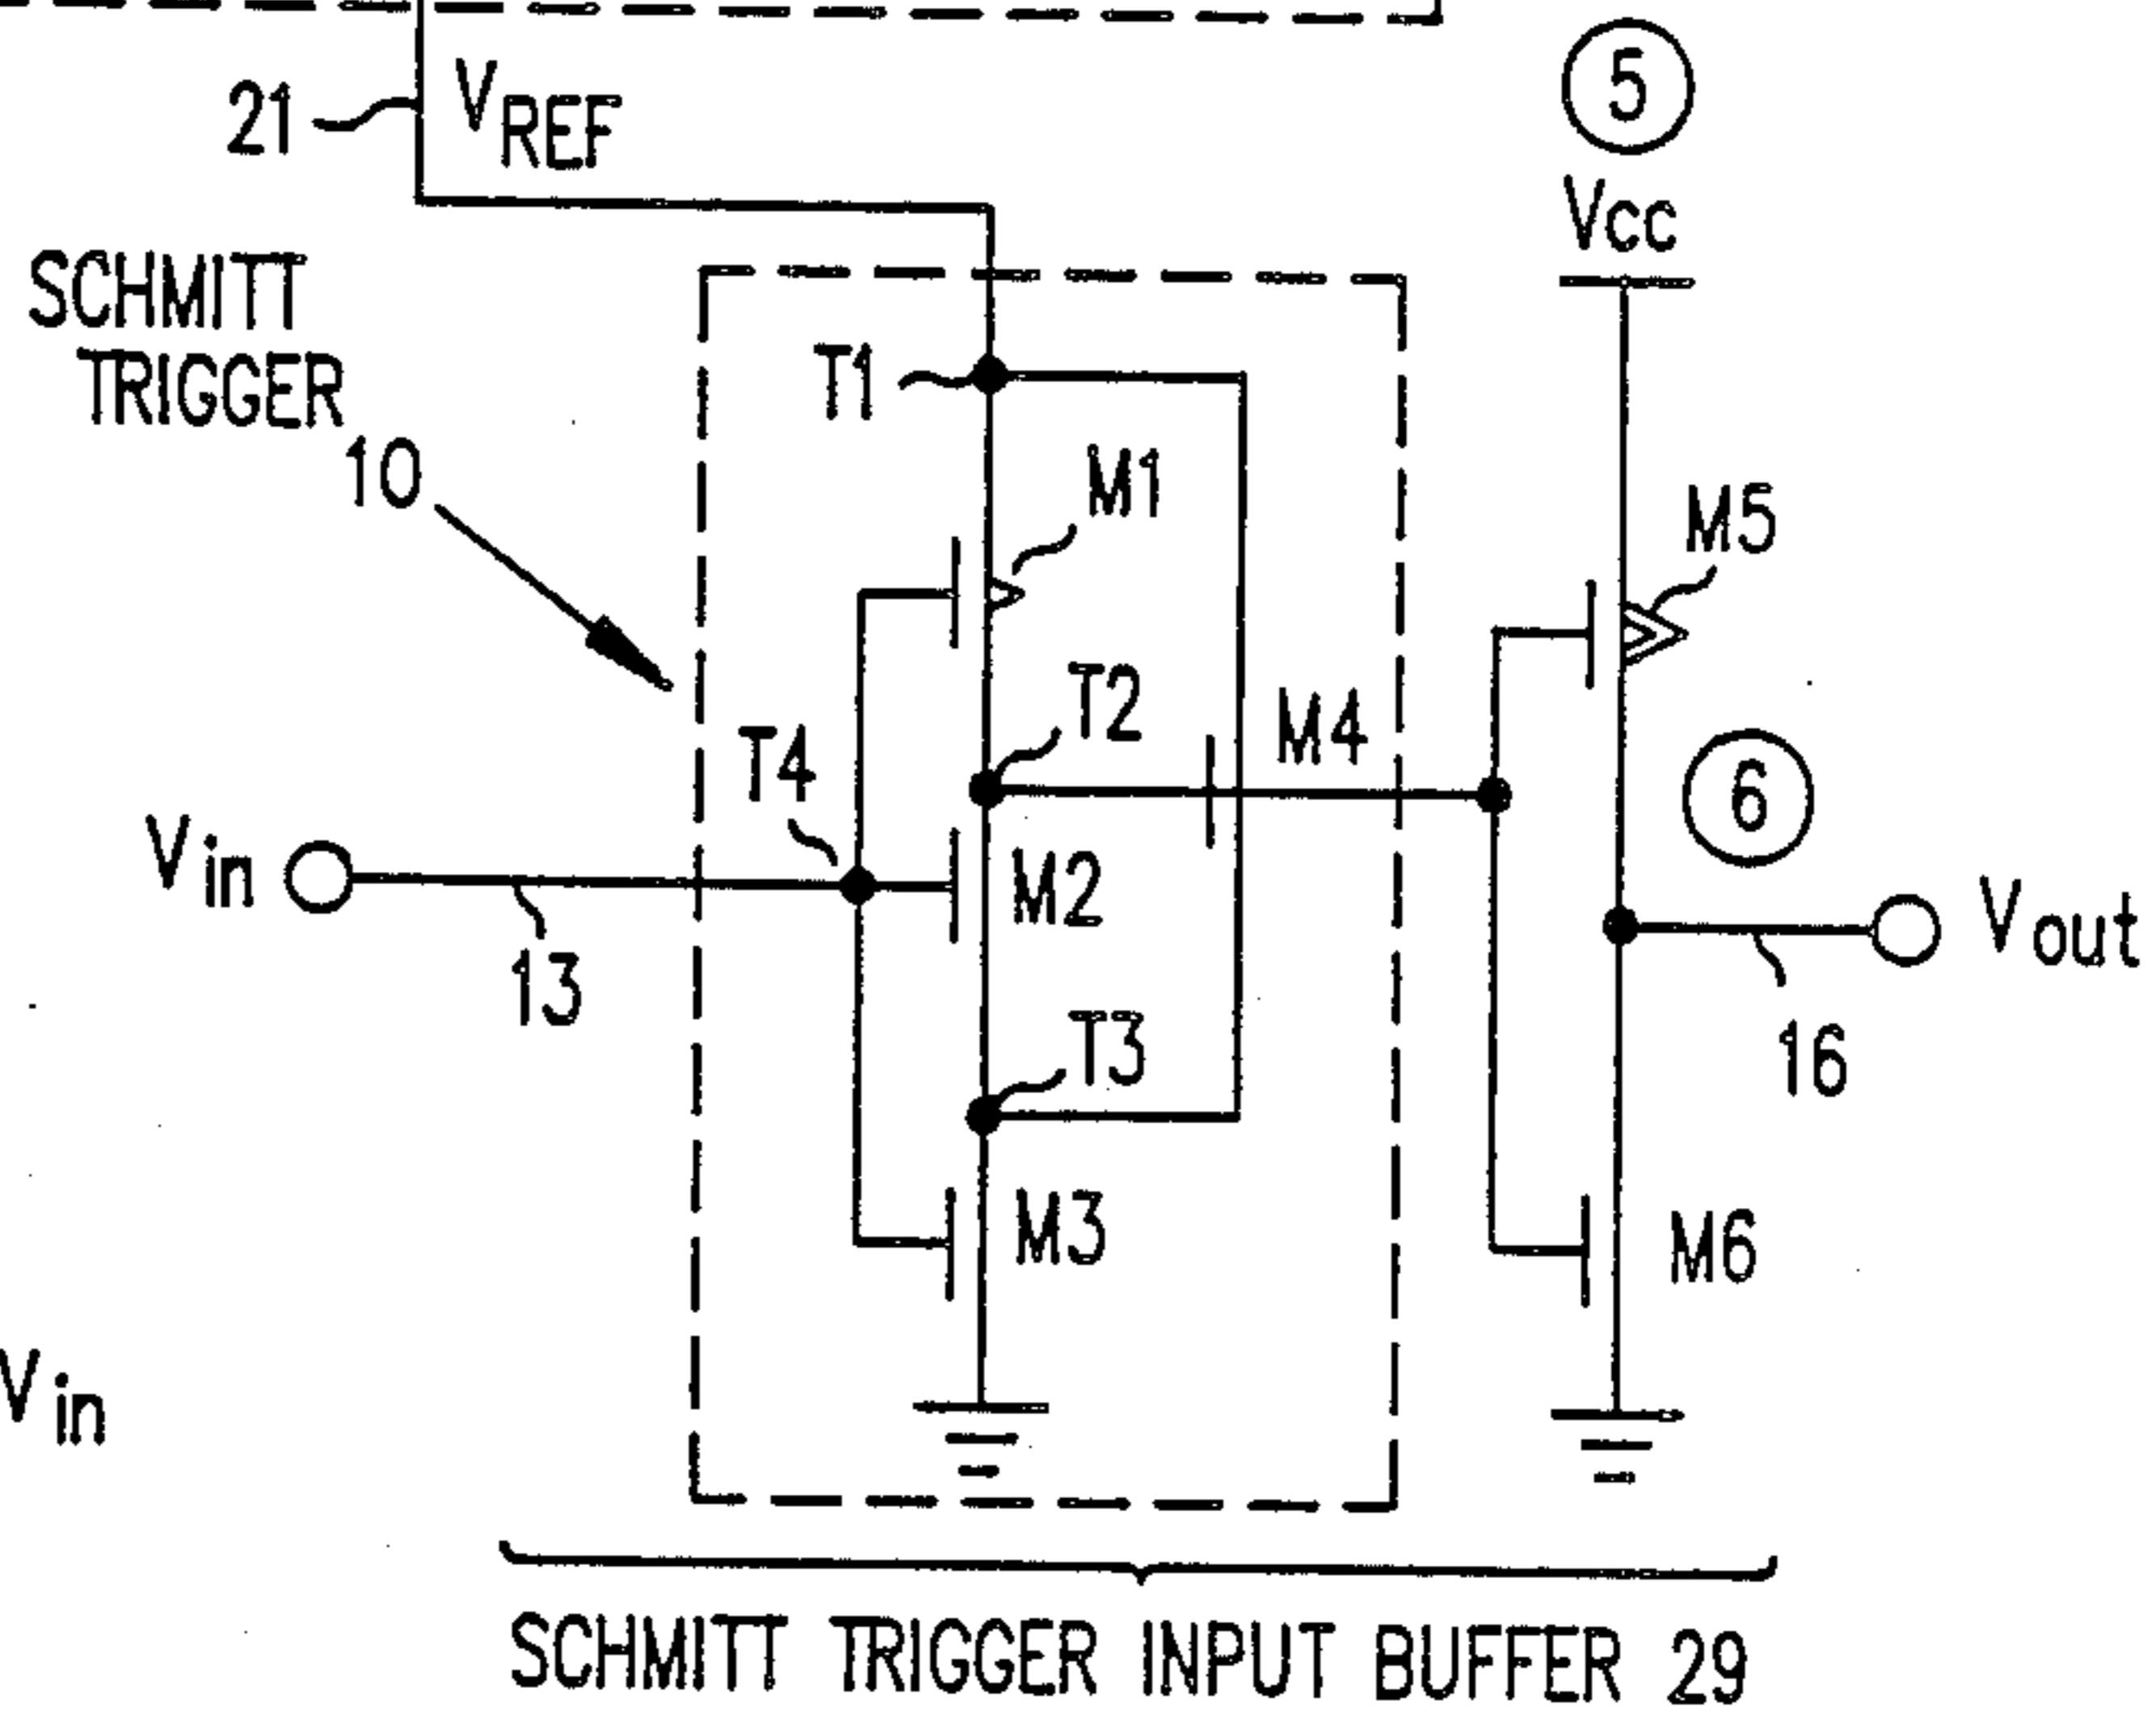 5
21
VREF
Vcc
SCHMITT
TRIGGER
10
T1
M1
M5
T2
M4
T4
6
Vin
M2
Vout
13
T3
16
M3
M6
Vin
SCHMITT TRIGGER INPUT BUFFER 29